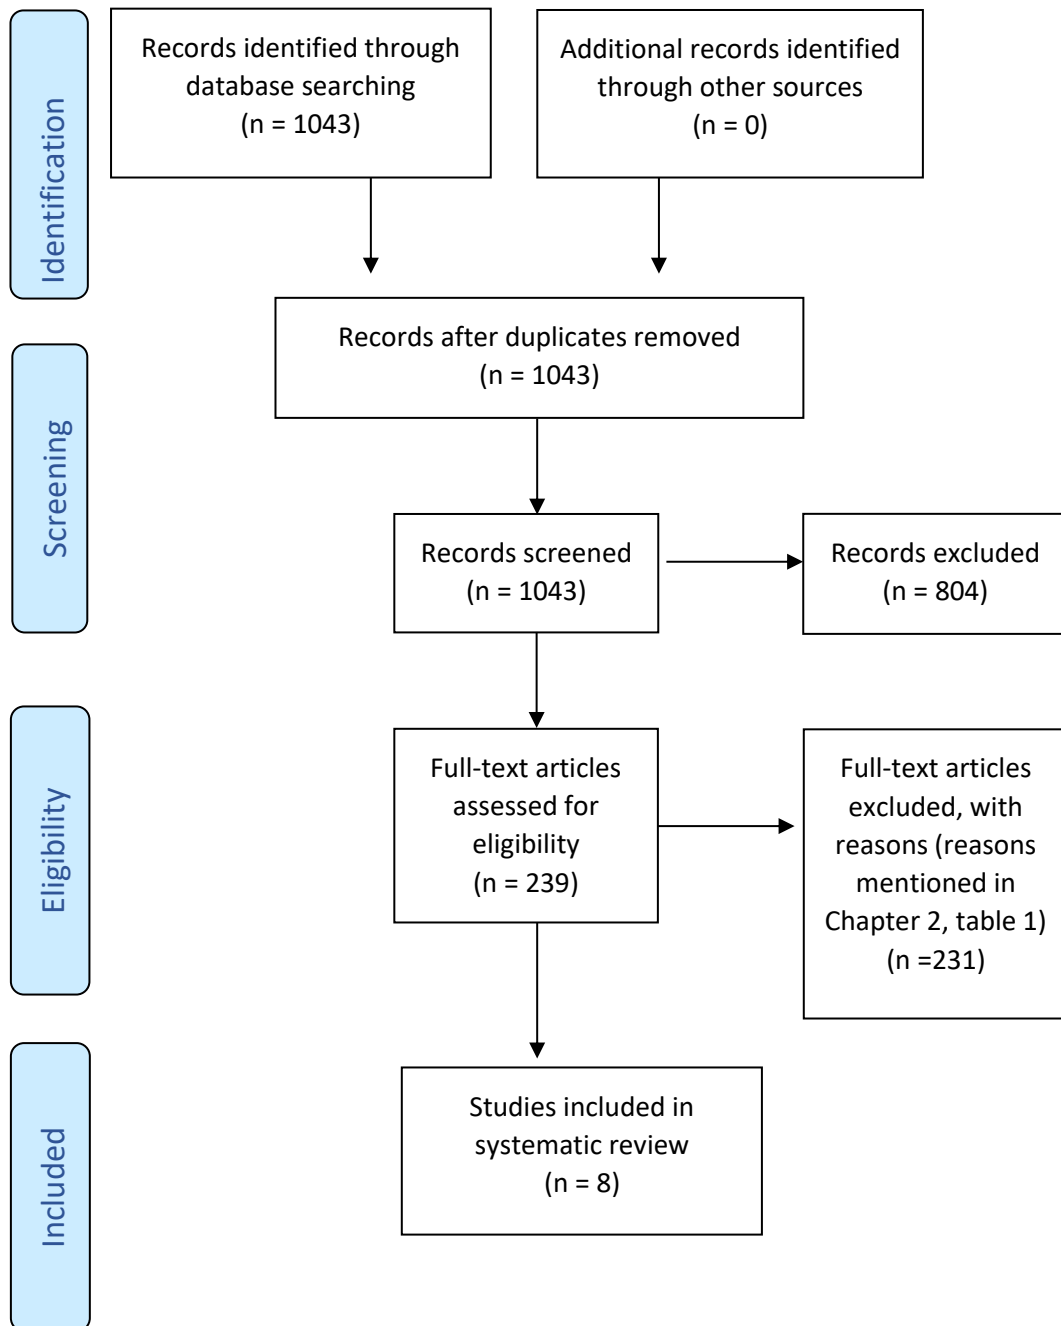 Identification
Records identified through
database searching
(n = 1043)
Additional records identified
through other sources
(n = 0)
Records after duplicates removed
(n = 1043)
Screening
Records screened
(n = 1043)
Records excluded
(n = 804)
Eligibility
Full-text articles
assessed for
eligibility
(n = 239)
Full-text articles
excluded, with
reasons (reasons
mentioned in
Chapter 2, table 1)
(n =231)
Included
Studies included in
systematic review
(n = 8)